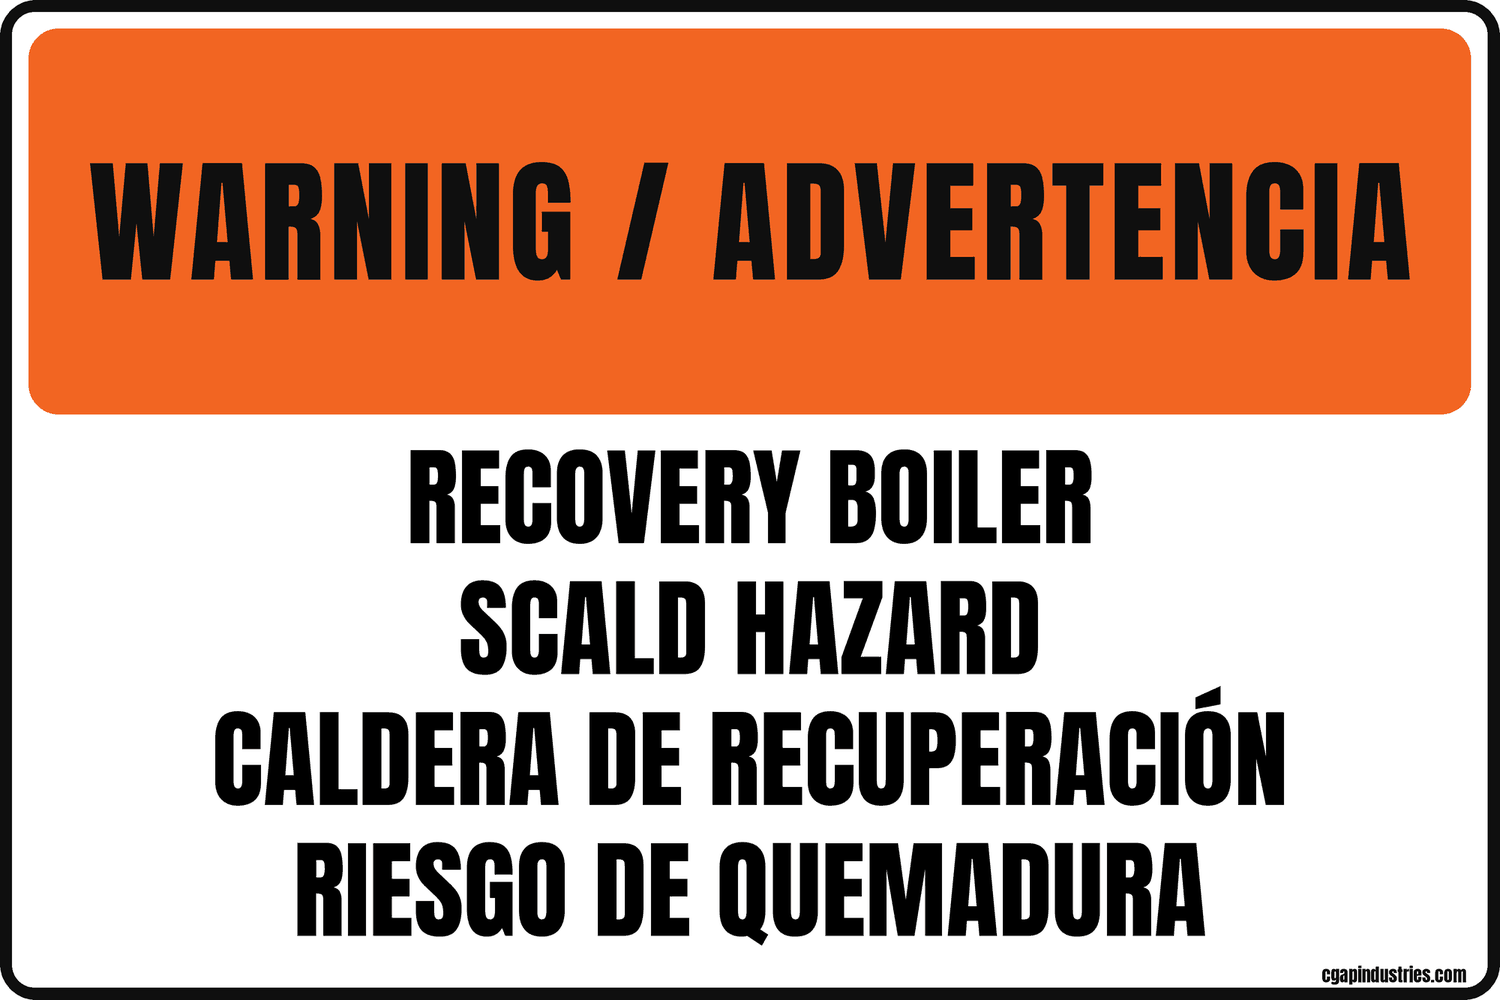 WARNING / ADVERTENCIA
RECOVERY BOILER
SCALD HAZARD
CALDERA DE RECUPERACIÓN
RIESGO DE QUEMADURA
cgapindustries.com